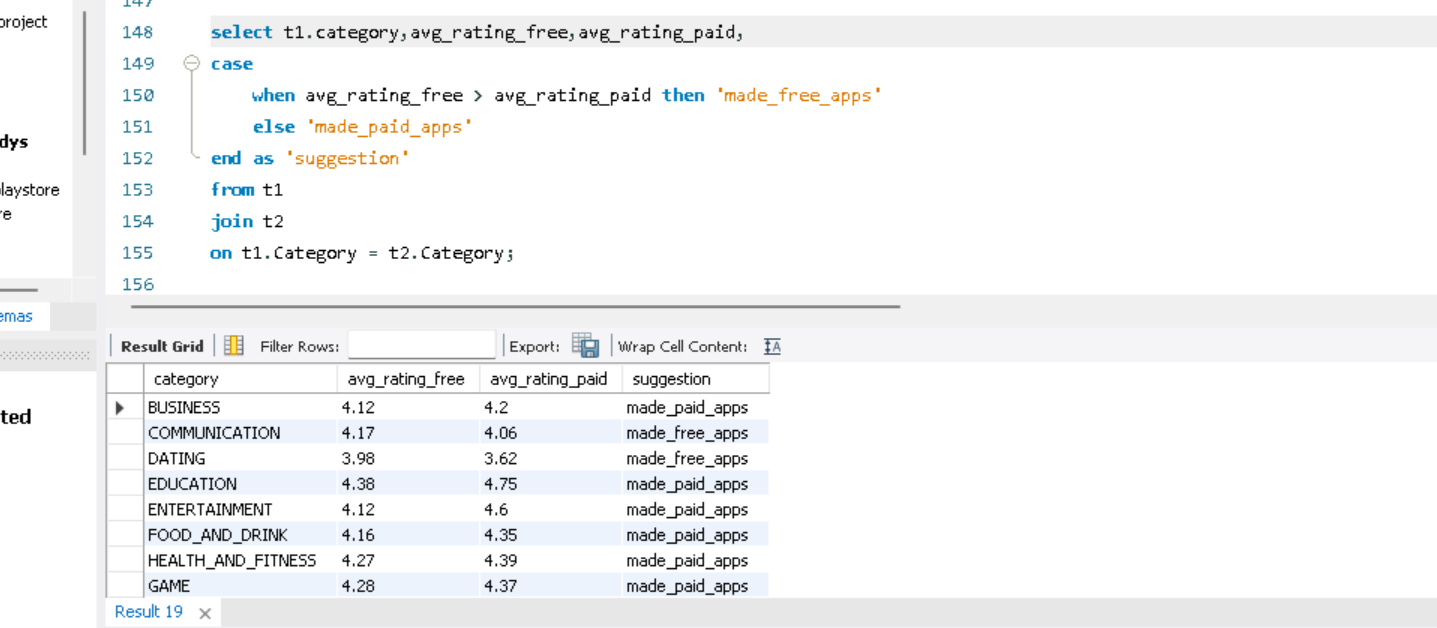 147
project
148 select t1.category,avg_rating_free,avg_rating_paid,
149 case
150 when avg_rating_free > avg_rating_paid then 'made_free_apps'
151 else 'made_paid_apps'
dys
152 end as 'suggestion'
153 from t1
laystore
154 join t2
re
155 on t1.Category = t2.Category;
156
emas
Result Grid Filter Rows: Export: Wrap Cell Content: IA
category avg_rating_free avg_rating_paid suggestion
BUSINESS 4.12 4.2 made_paid_apps
ted
COMMUNICATION 4.17 4.06 made_free_apps
DATING 3.98 3.62 made_free_apps
EDUCATION 4.38 4.75 made_paid_apps
ENTERTAINMENT 4.12 4.6 made_paid_apps
FOOD_AND_DRINK 4.16 4.35 made_paid_apps
HEALTH_AND_FITNESS 4.27 4.39 made_paid_apps
GAME 4.28 4.37 made_paid_apps
Result 19